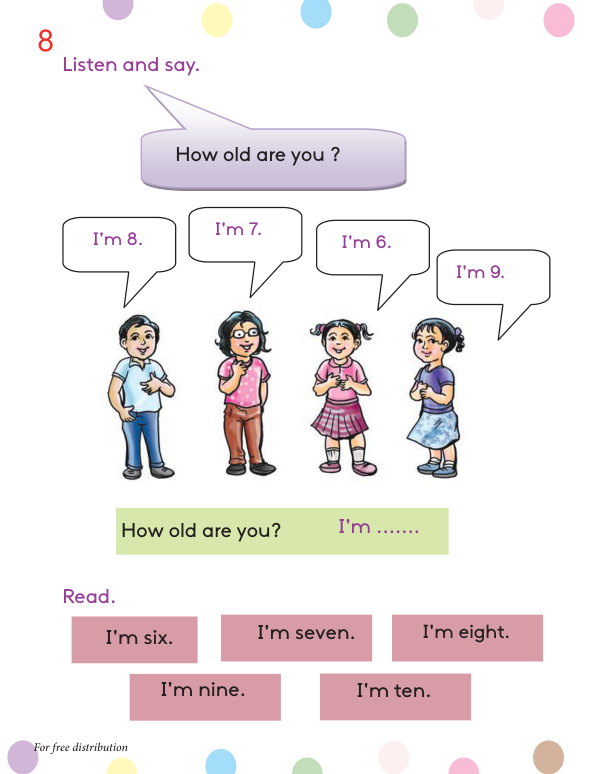 8
Listen and say.
How old are you ?
I'm 8.
I'm 7.
I'm 6.
I'm 9.
How old are you? I'm .......
Read.
I'm six.
I'm seven.
I'm eight.
I'm nine.
I'm ten.
For free distribution